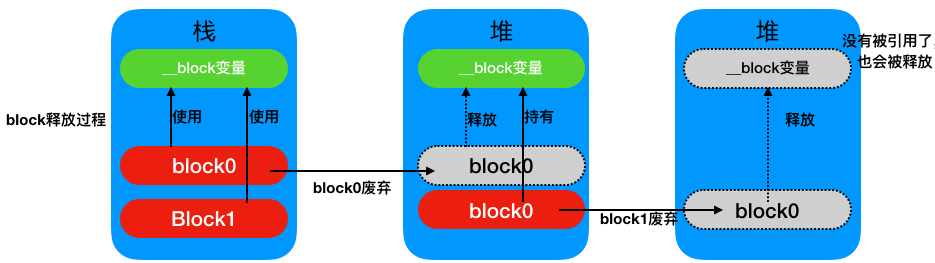 栈
堆
堆
__block变量
__block变量
__block变量
没有被引用了,
也会被释放
使用
使用
释放
持有
释放
block释放过程
block0
block0
block0废弃
Block1
block0
block1废弃
block0